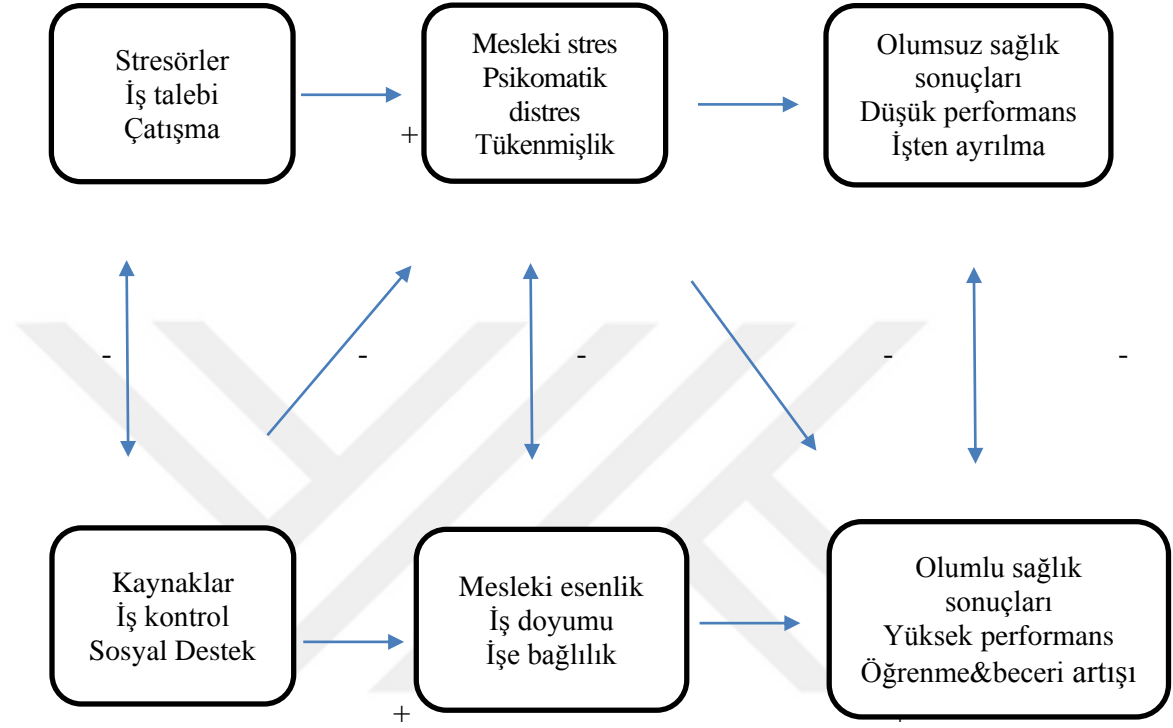 Stresörler
İş talebi
Çatışma
+
Mesleki stres
Psikomatik
distres
Tükenmişlik
Olumsuz sağlık
sonuçları
Düşük performans
İşten ayrılma
-
-
-
-
-
Kaynaklar
İş kontrol
Sosyal Destek
+
Mesleki esenlik
İş doyumu
İşe bağlılık
Olumlu sağlık
sonuçları
Yüksek performans
Öğrenme&beceri artışı